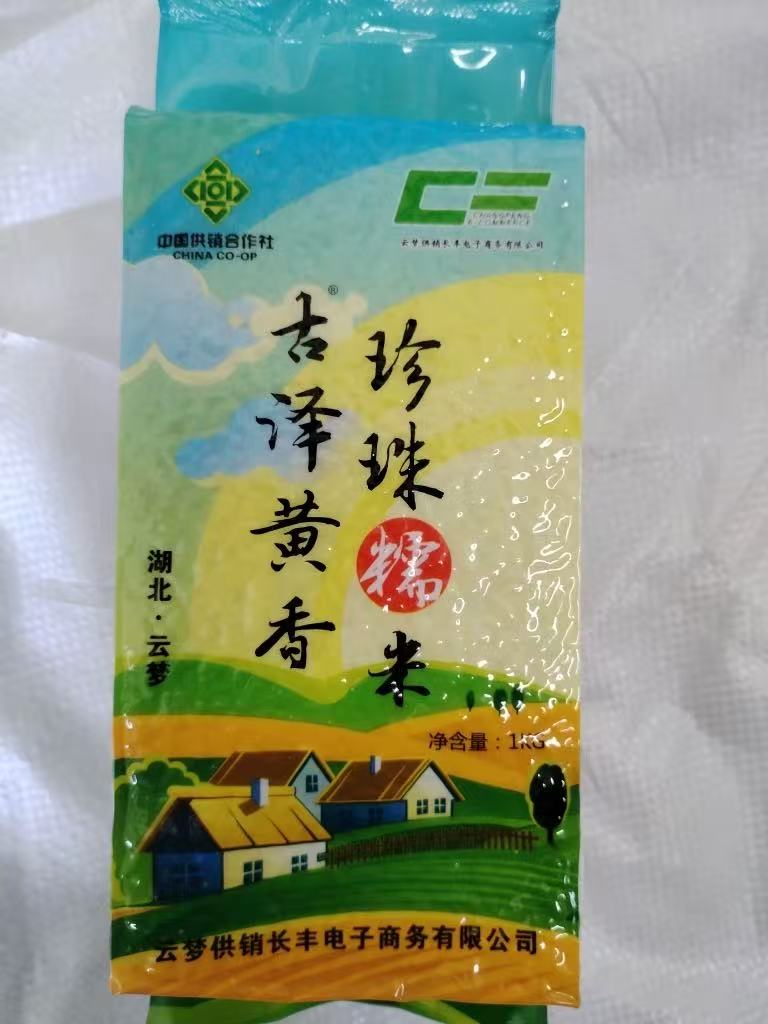 中国供销合作社
CHINA CO-OP
CHANGFENG
E-COMMERCE
云梦供销长丰电子商务有限公司
珍珠糯米
古泽黄香
®
湖北·云梦
净含量：1KG
云梦供销长丰电子商务有限公司